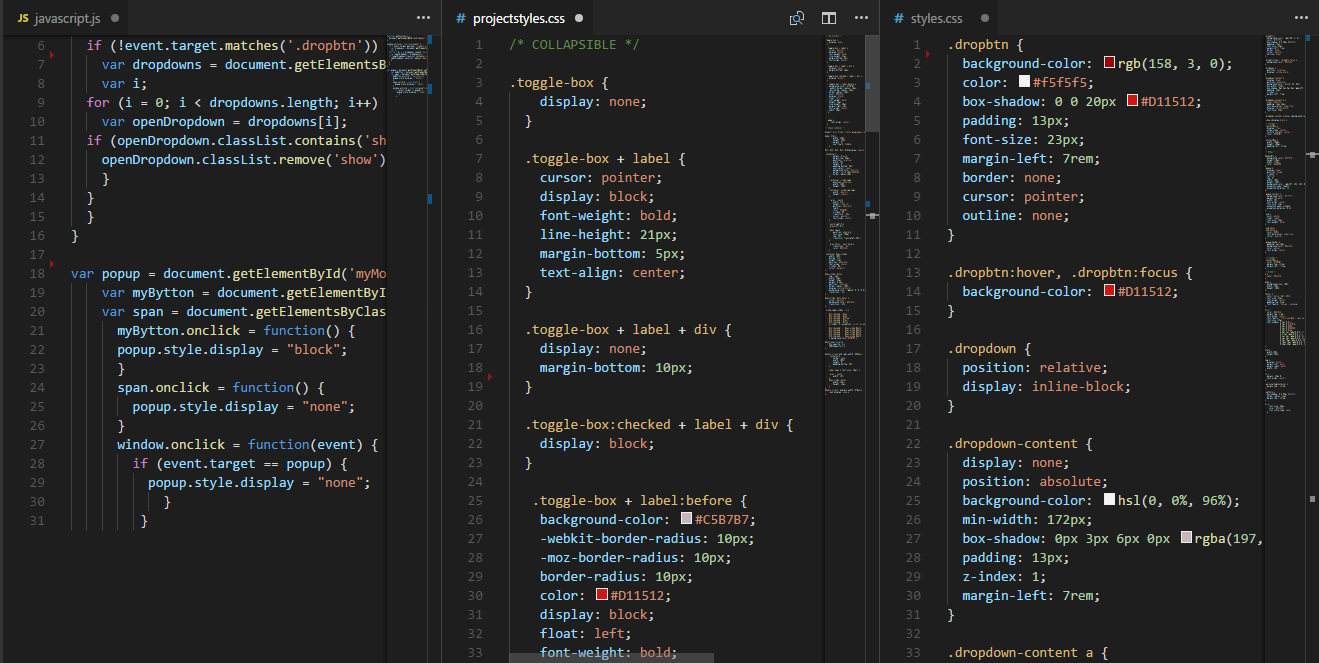 JS javascript.js ● ...
6 if (!event.target.matches('.dropbtn'))
7 var dropdowns = document.getElementsB
8 var i;
9 for (i = 0; i < dropdowns.length; i++)
10 var openDropdown = dropdowns[i];
11 if (openDropdown.classList.contains('sh
12 openDropdown.classList.remove('show')
13 }
14 }
15 }
16 }
17
18 var popup = document.getElementById('myMo
19 var myBytton = document.getElementByI
20 var span = document.getElementsByClas
21 myBytton.onclick = function() {
22 popup.style.display = "block";
23 }
24 span.onclick = function() {
25 popup.style.display = "none";
26 }
27 window.onclick = function(event) {
28 if (event.target == popup) {
29 popup.style.display = "none";
30 }
31 }
# projectstyles.css ● ...
1 /* COLLAPSIBLE */
2
3 .toggle-box {
4 display: none;
5 }
6
7 .toggle-box + label {
8 cursor: pointer;
9 display: block;
10 font-weight: bold;
11 line-height: 21px;
12 margin-bottom: 5px;
13 text-align: center;
14 }
15
16 .toggle-box + label + div {
17 display: none;
18 margin-bottom: 10px;
19 }
20
21 .toggle-box:checked + label + div {
22 display: block;
23 }
24
25 .toggle-box + label:before {
26 background-color: #C5B7B7;
27 -webkit-border-radius: 10px;
28 -moz-border-radius: 10px;
29 border-radius: 10px;
30 color: #D11512;
31 display: block;
32 float: left;
33 font-weight: bold;
# styles.css ● ...
1 .dropbtn {
2 background-color: rgb(158, 3, 0);
3 color: #f5f5f5;
4 box-shadow: 0 0 20px #D11512;
5 padding: 13px;
6 font-size: 23px;
7 margin-left: 7rem;
8 border: none;
9 cursor: pointer;
10 outline: none;
11 }
12
13 .dropbtn:hover, .dropbtn:focus {
14 background-color: #D11512;
15 }
16
17 .dropdown {
18 position: relative;
19 display: inline-block;
20 }
21
22 .dropdown-content {
23 display: none;
24 position: absolute;
25 background-color: hsl(0, 0%, 96%);
26 min-width: 172px;
27 box-shadow: 0px 3px 6px 0px rgba(197,
28 padding: 13px;
29 z-index: 1;
30 margin-left: 7rem;
31 }
32
33 .dropdown-content a {